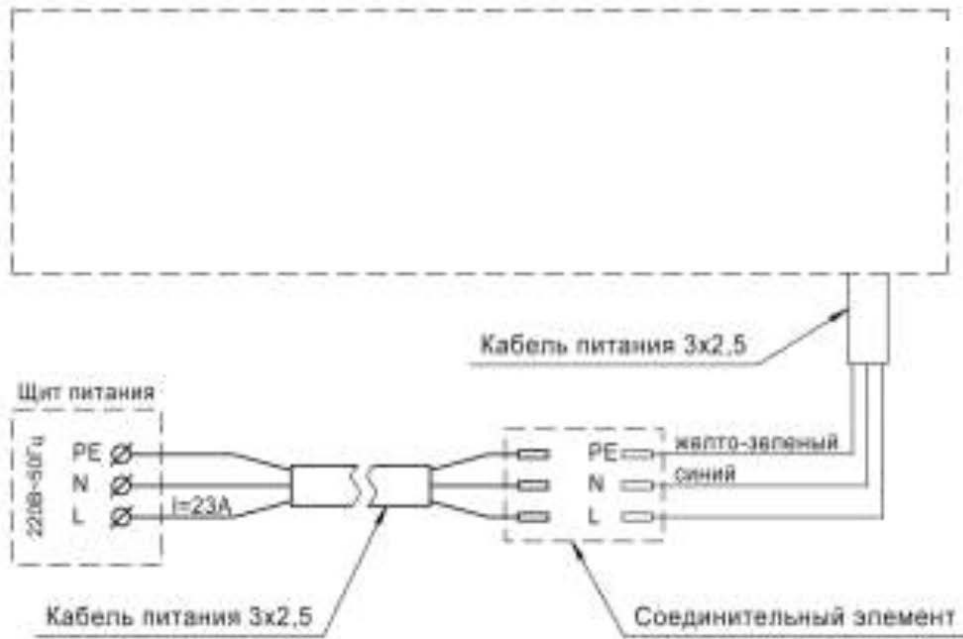 Кабель питания 3х2,5
Щит питания
220В~50Гц
PE
N
L
I=23А
PE
N
L
желто-зеленый
синий
Кабель питания 3х2,5
Соединительный элемент